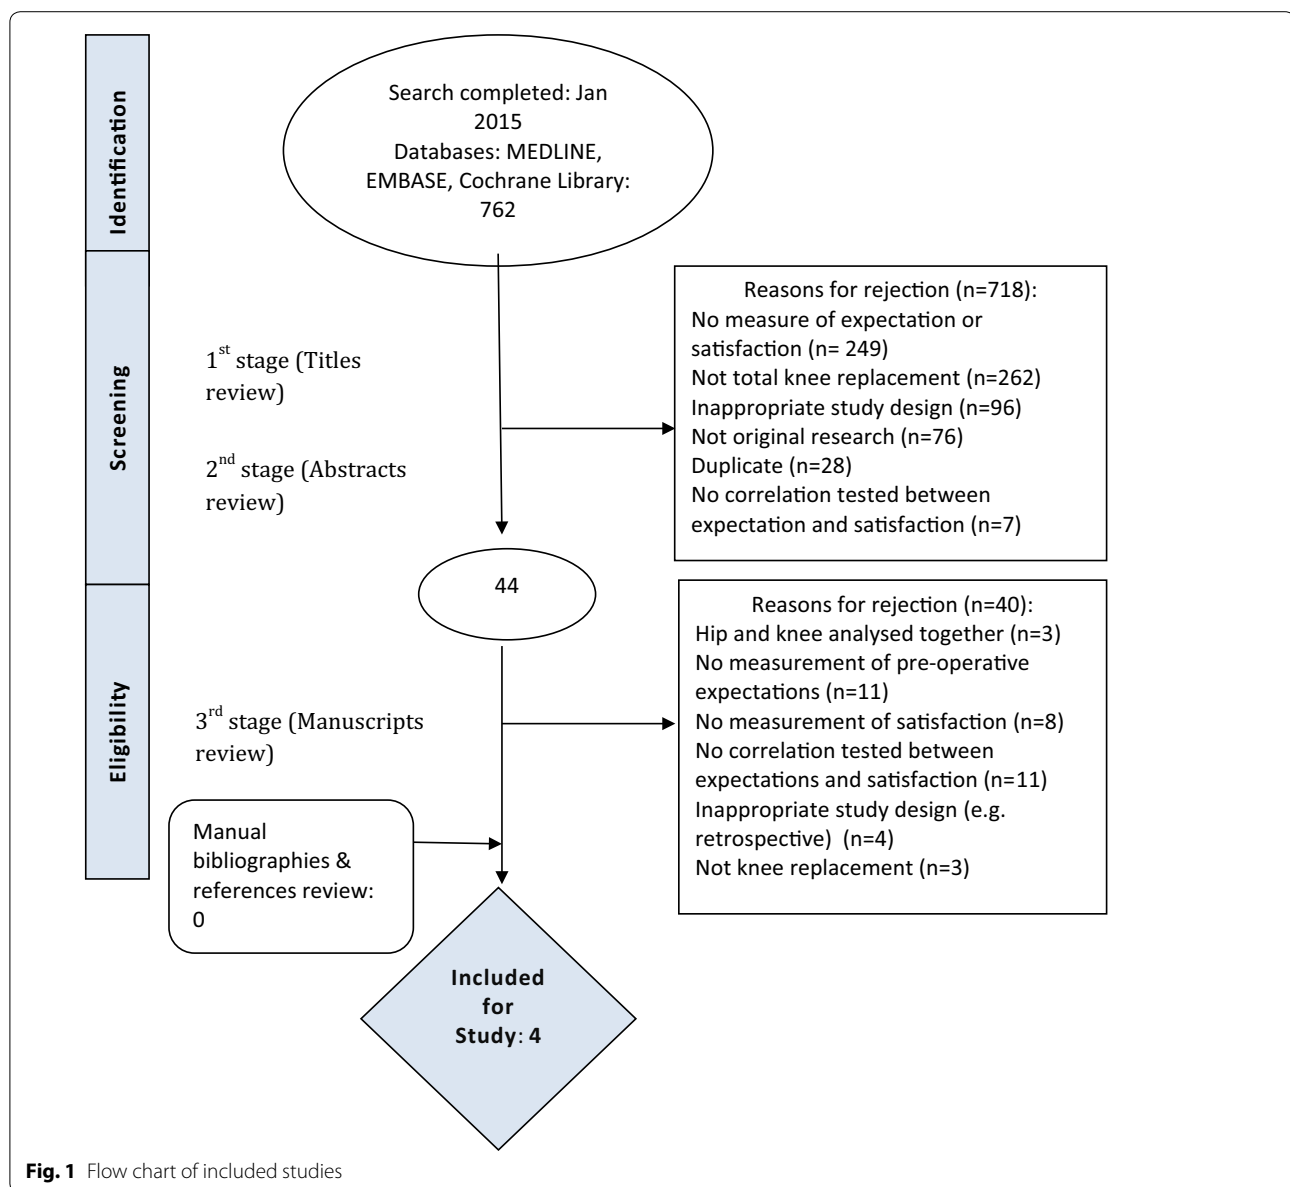 Identification
Search completed: Jan
2015
Databases: MEDLINE,
EMBASE, Cochrane Library:
762
Screening
1st stage (Titles
review)
2nd stage (Abstracts
review)
Reasons for rejection (n=718):
No measure of expectation or
satisfaction (n= 249)
Not total knee replacement (n=262)
Inappropriate study design (n=96)
Not original research (n=76)
Duplicate (n=28)
No correlation tested between
expectation and satisfaction (n=7)
44
Eligibility
3rd stage (Manuscripts
review)
Reasons for rejection (n=40):
Hip and knee analysed together (n=3)
No measurement of pre-operative
expectations (n=11)
No measurement of satisfaction (n=8)
No correlation tested between
expectations and satisfaction (n=11)
Inappropriate study design (e.g.
retrospective)  (n=4)
Not knee replacement (n=3)
Manual
bibliographies &
references review:
0
Included
for
Study: 4
Fig. 1 Flow chart of included studies